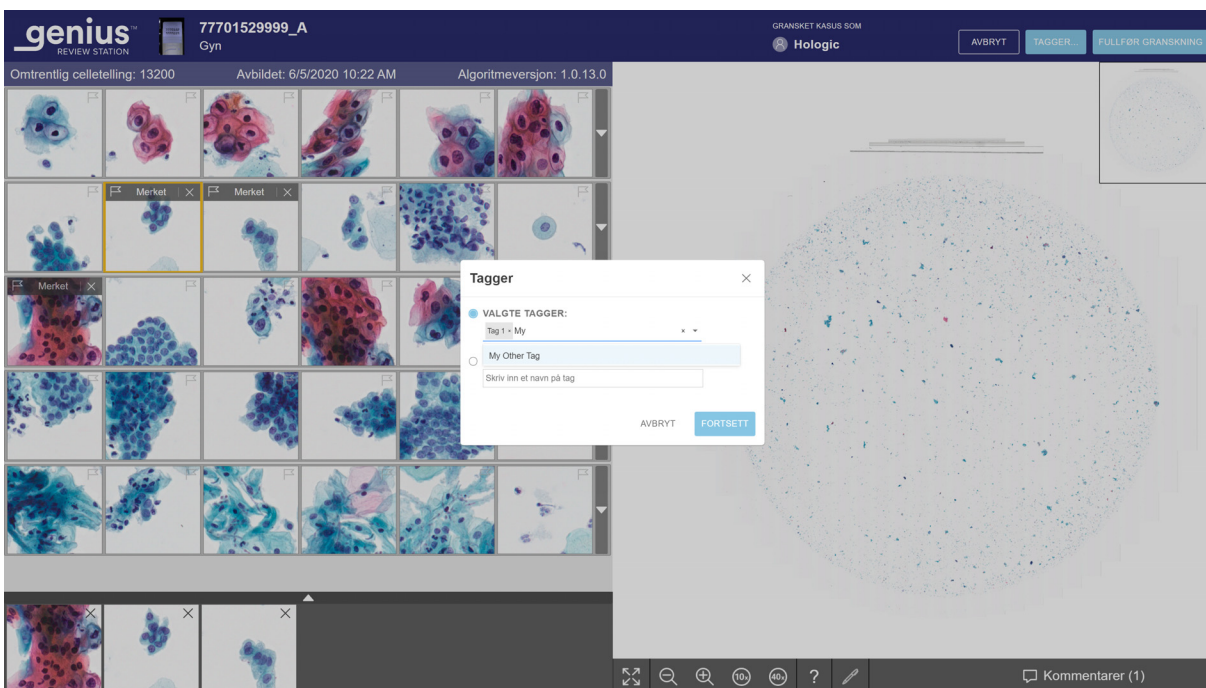 genius™
REVIEW STATION
77701529999_A
Gyn
GRANSKET KASUS SOM
Hologic
AVBRYT
TAGGER...
FULLFØR GRANSKNING
Omtrentlig celletelling: 13200
Avbildet: 6/5/2020 10:22 AM
Algoritmeversjon: 1.0.13.0
Merket
Merket
Merket
Tagger
VALGTE TAGGER:
Tag 1 × My
My Other Tag
Skriv inn et navn på tag
AVBRYT
FORTSETT
10x
40x
?
Kommentarer (1)